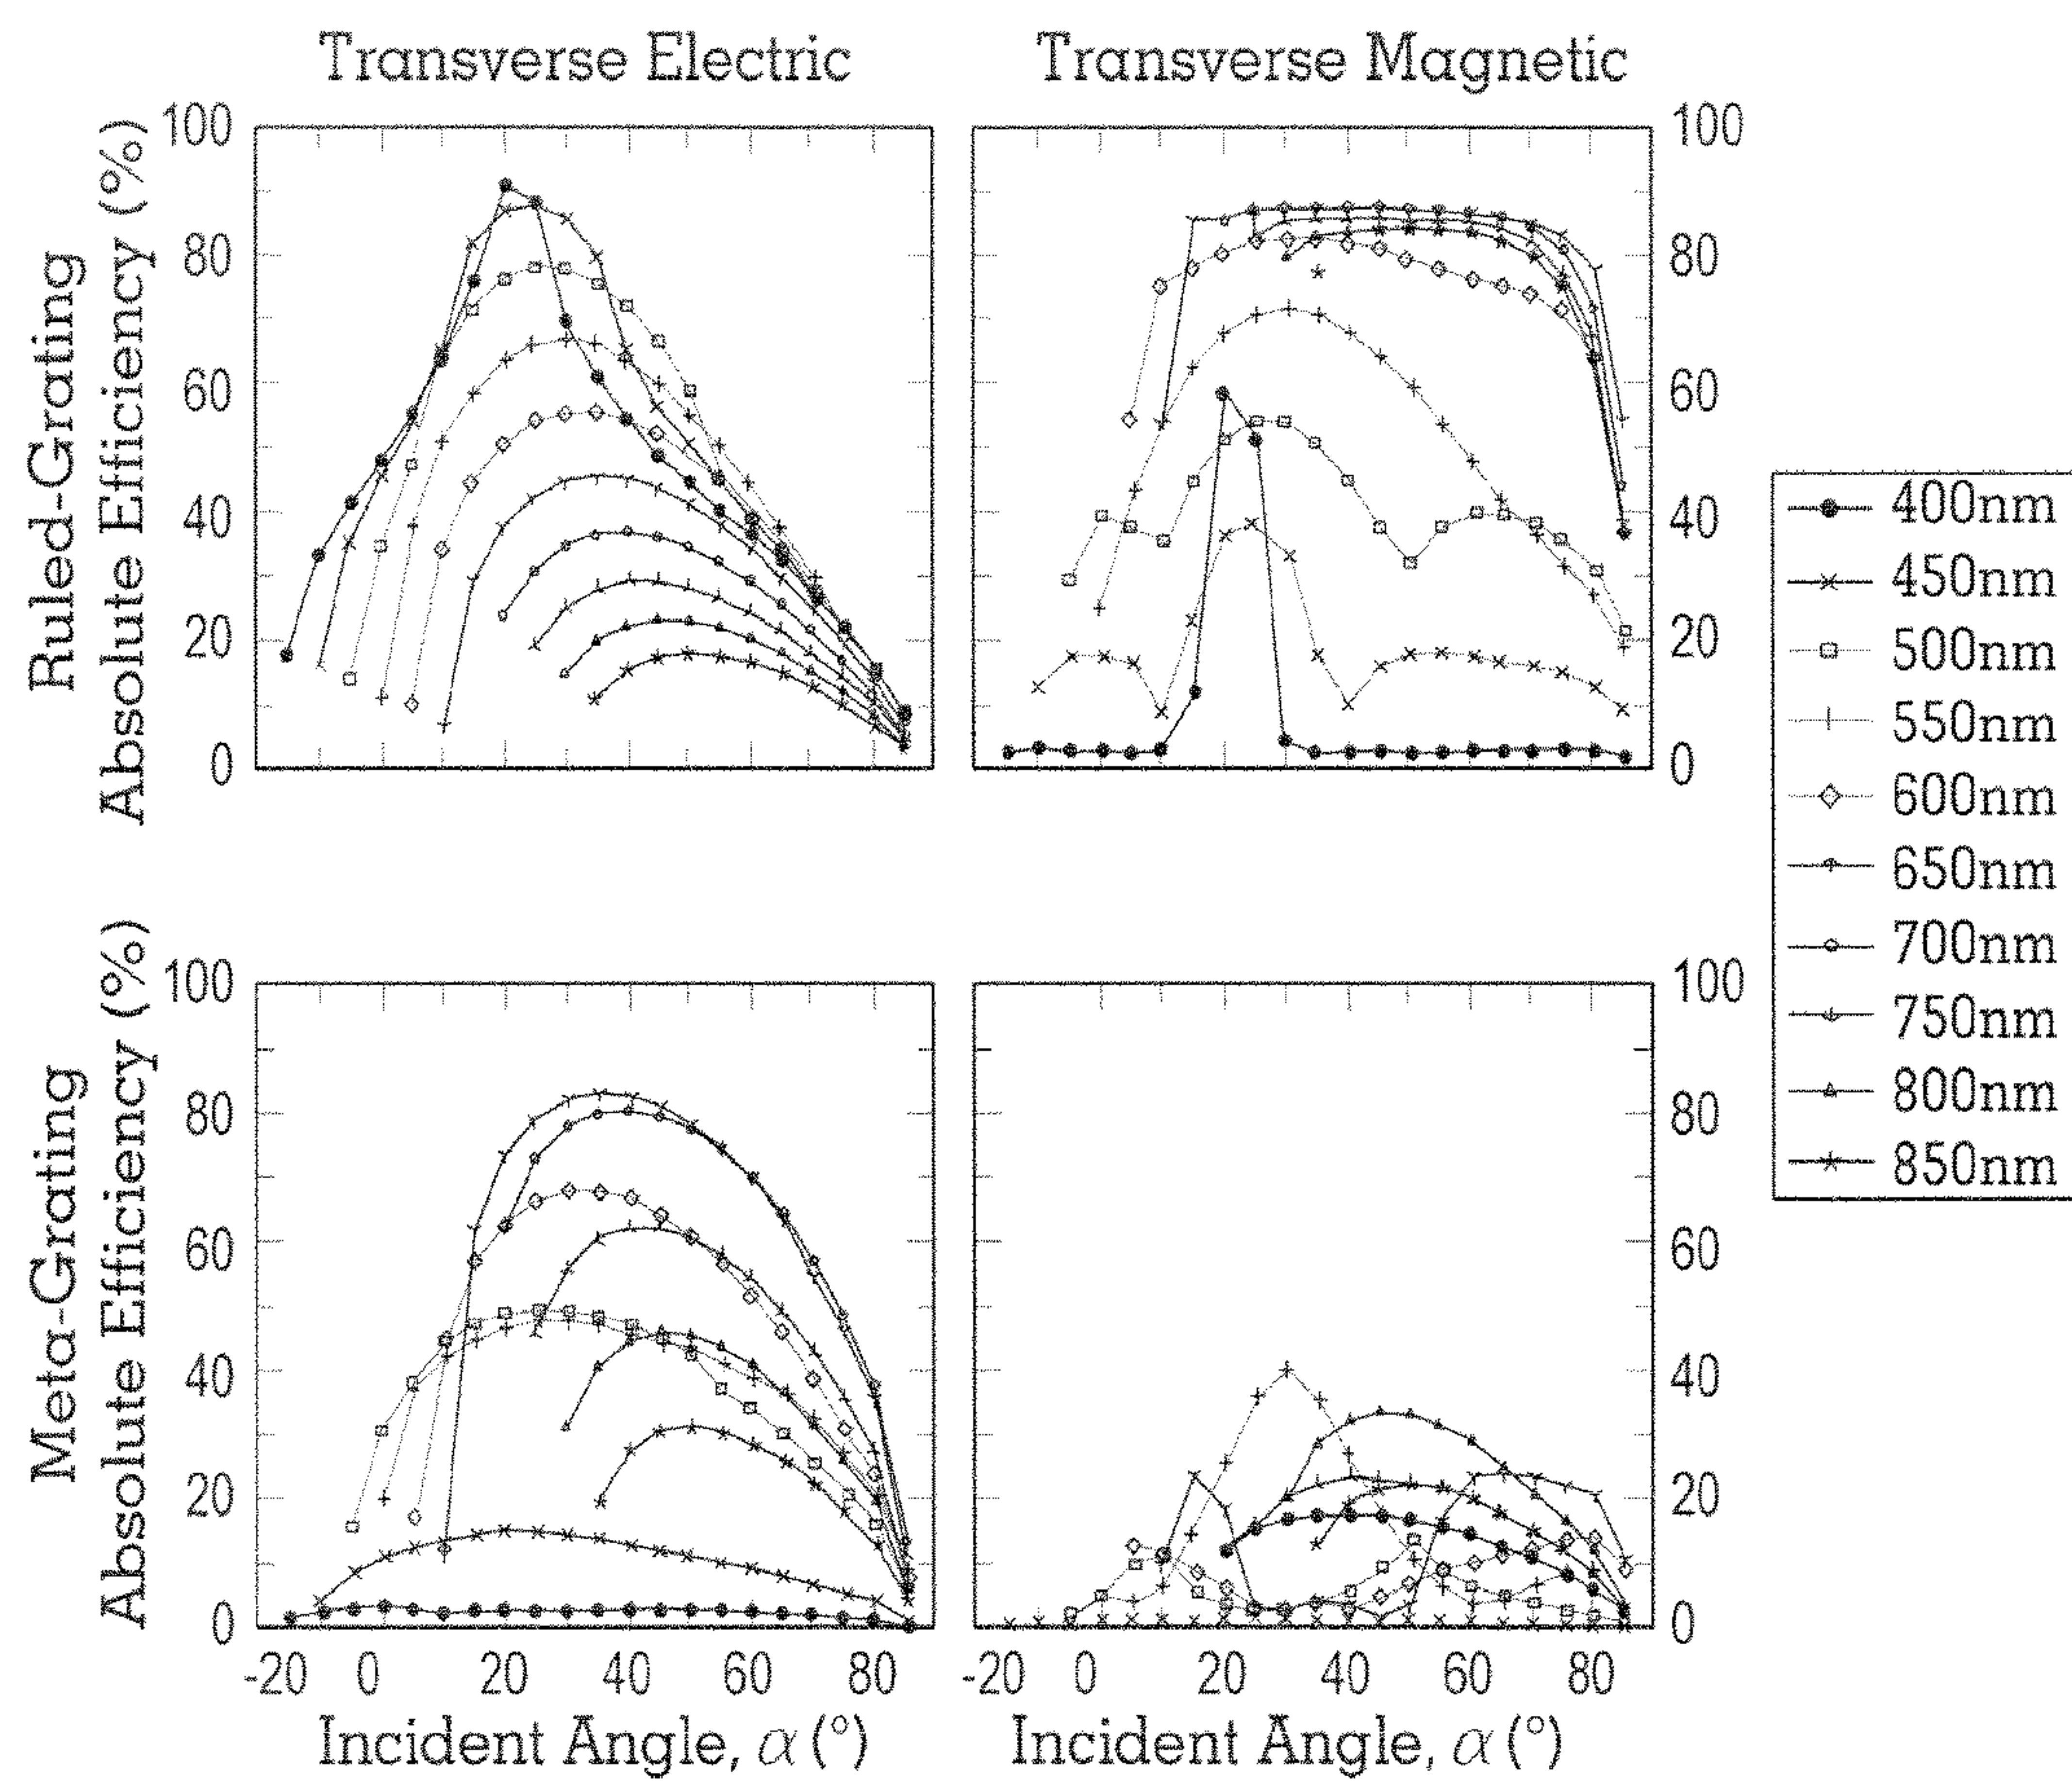 Transverse Electric
Transverse Magnetic
Ruled-Grating
Absolute Efficiency (%)
100
80
60
40
20
0
100
80
60
40
20
0
400nm
450nm
500nm
550nm
600nm
650nm
700nm
750nm
800nm
850nm
Meta-Grating
Absolute Efficiency (%)
100
80
60
40
20
0
100
80
60
40
20
0
-20 0 20 40 60 80
-20 0 20 40 60 80
Incident Angle, α (°)
Incident Angle, α (°)